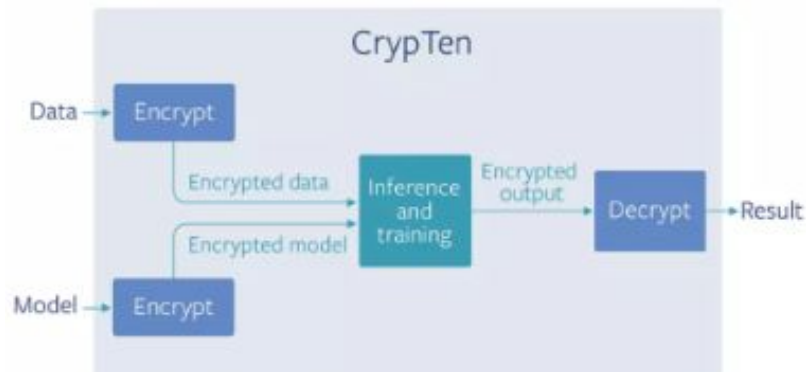 CrypTen
Data
Encrypt
Encrypted data
Inference
and
training
Encrypted
output
Decrypt
Result
Encrypted model
Model
Encrypt